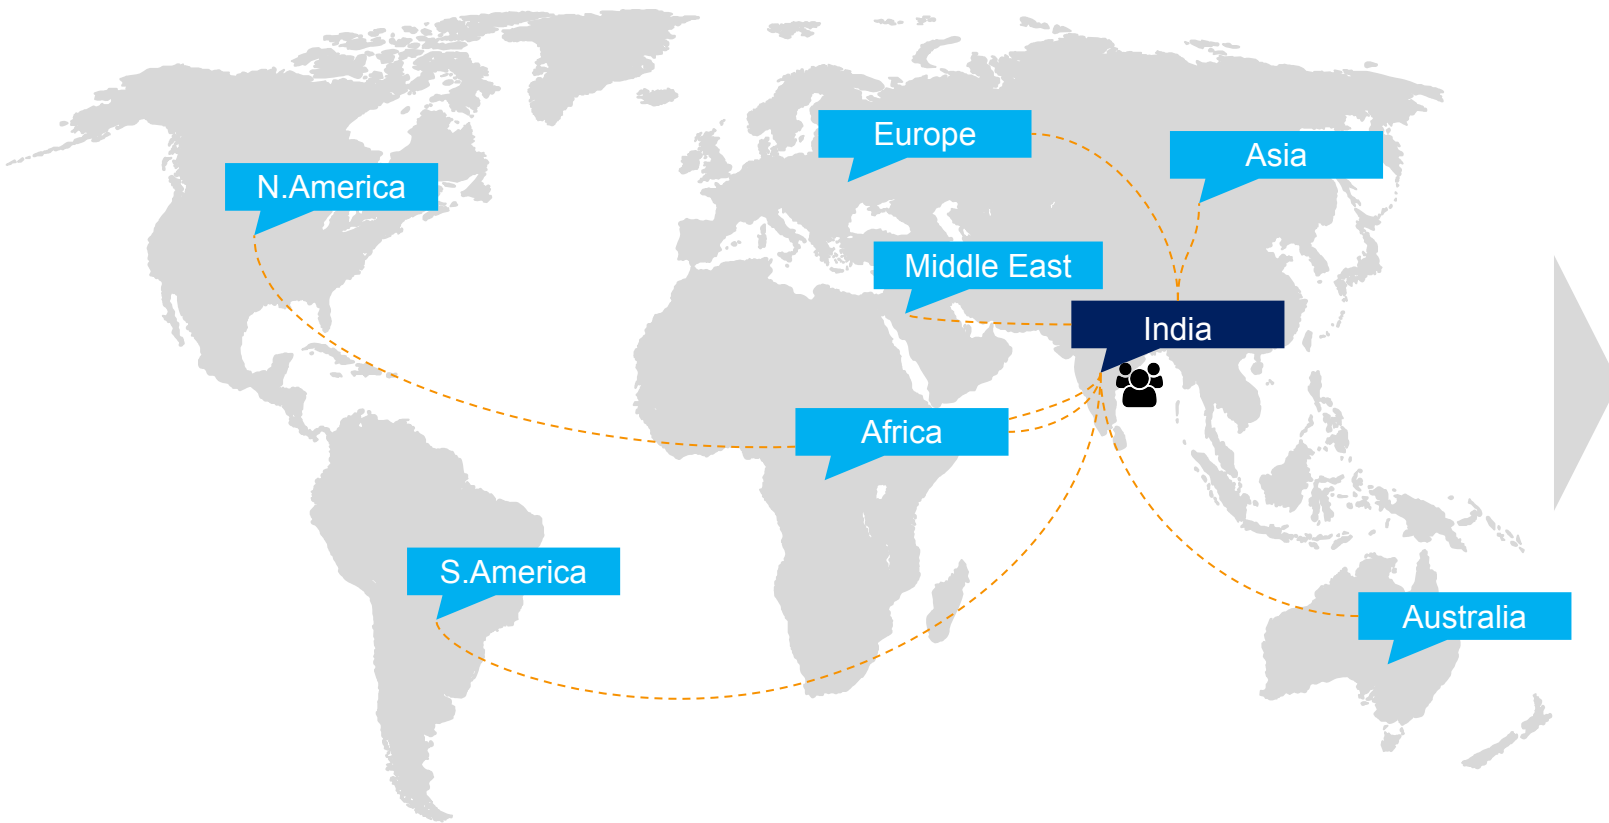 Europe
Asia
N.America
Middle East
India
Africa
S.America
Australia